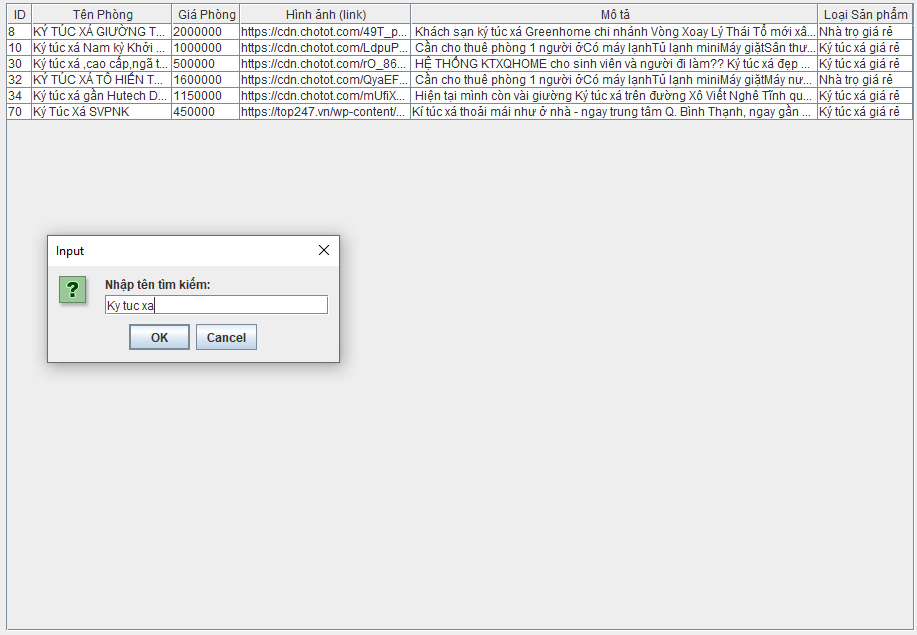 ID Tên Phòng Giá Phòng Hình ảnh (link) Mô tả Loại Sản phẩm
8 KÝ TÚC XÁ GIƯỜNG T... 2000000 https://cdn.chotot.com/49T_p... Khách sạn ký túc xá Greenhome chi nhánh Vòng Xoay Lý Thái Tổ mới xâ... Nhà trọ giá rẻ
10 Ký túc xá Nam kỳ Khởi ... 1000000 https://cdn.chotot.com/LdpuP... Cần cho thuê phòng 1 người ởCó máy lạnhTủ lạnh miniMáy giặtSân thư... Ký túc xá giá rẻ
30 Ký túc xá ,cao cấp,ngã t... 500000 https://cdn.chotot.com/rO_86... HỆ THỐNG KTXQHOME cho sinh viên và người đi làm?? Ký túc xá đẹp ... Ký túc xá giá rẻ
32 KÝ TÚC XÁ TÔ HIẾN T... 1600000 https://cdn.chotot.com/QyaEF... Cần cho thuê phòng 1 người ởCó máy lạnhTủ lạnh miniMáy giặtMáy nư... Nhà trọ giá rẻ
34 Ký túc xá gần Hutech D... 1150000 https://cdn.chotot.com/mUfiX... Hiện tại mình còn vài giường Ký túc xá trên đường Xô Viết Nghê Tĩnh qu... Ký túc xá giá rẻ
70 Ký Túc Xá SVPNK 450000 https://top247.vn/wp-content/... Kí túc xá thoải mái như ở nhà - ngay trung tâm Q. Bình Thạnh, ngay gần ... Ký túc xá giá rẻ
Input
Nhập tên tìm kiếm:
Ky tuc xa
OK Cancel